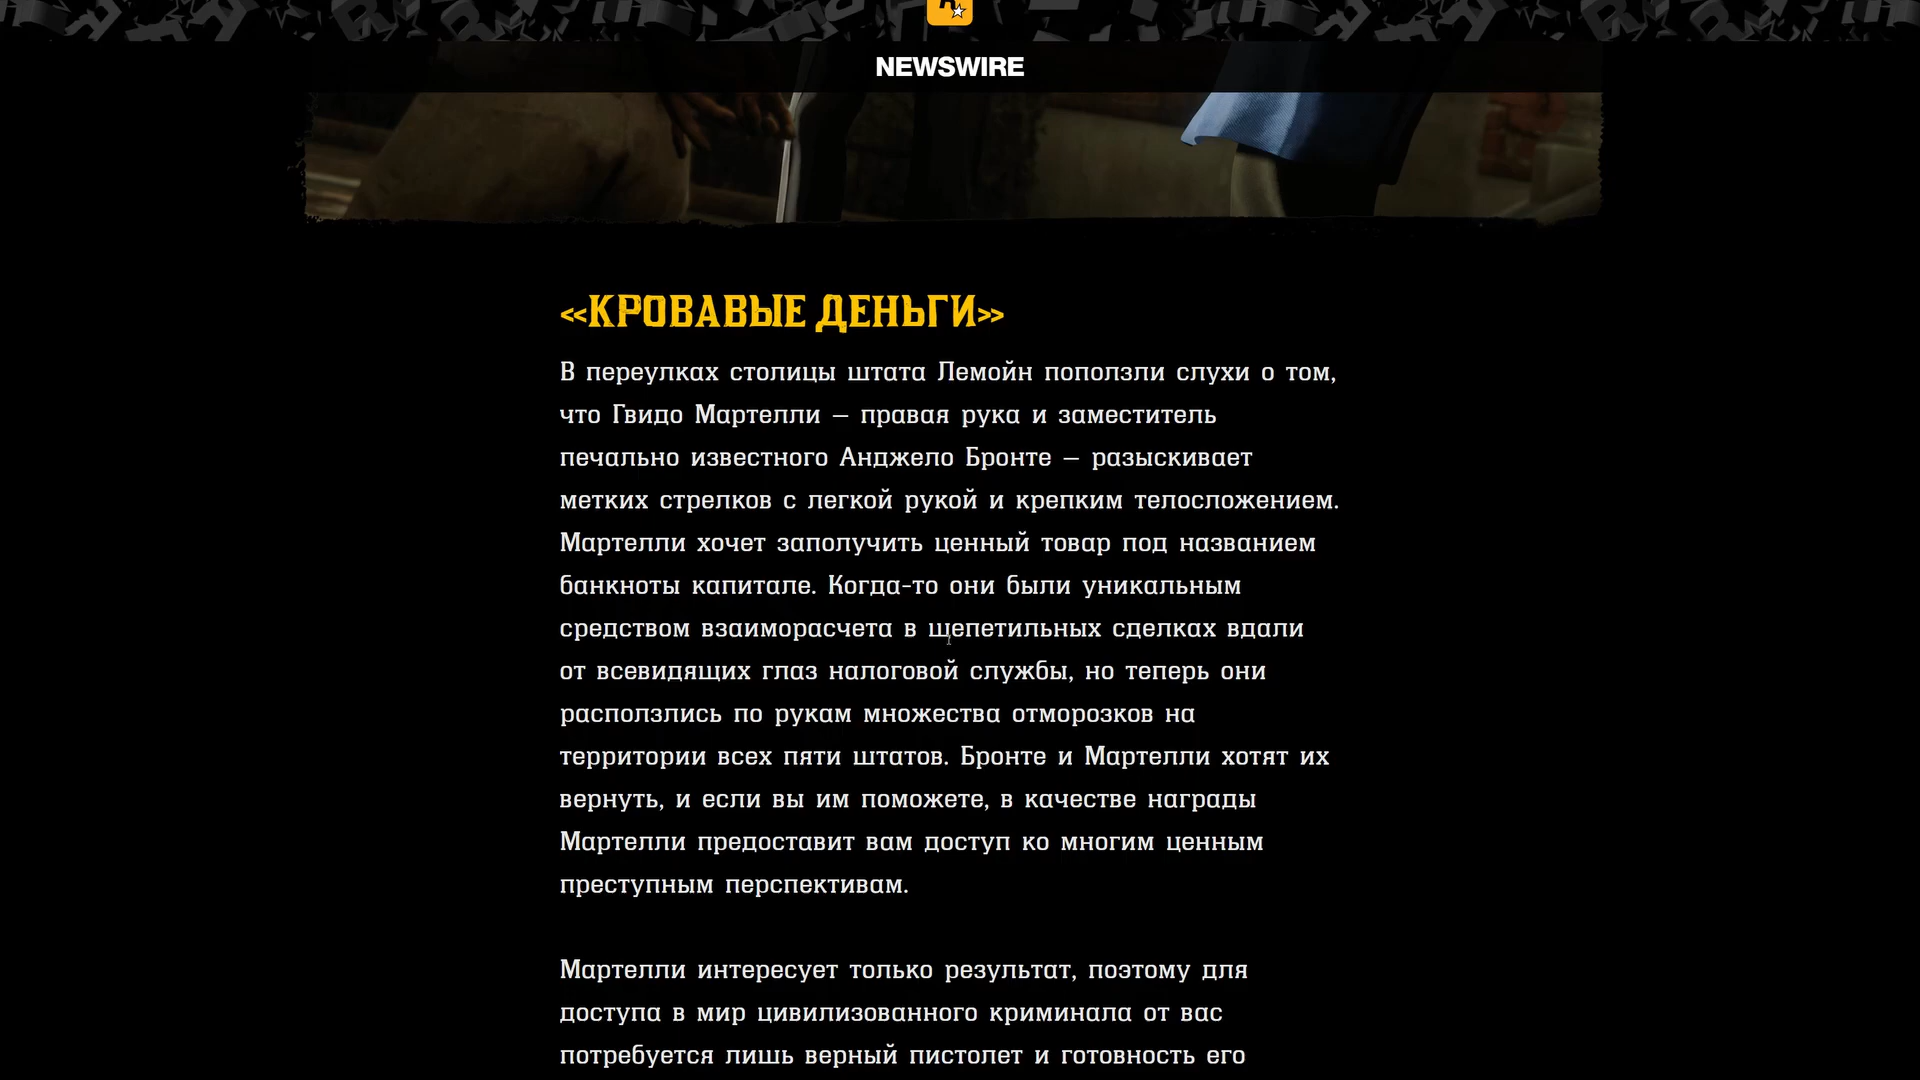 NEWSWIRE
«КРОВАВЫЕ ДЕНЬГИ»
В переулках столицы штата Лемойн поползли слухи о том,
что Гвидо Мартелли – правая рука и заместитель
печально известного Анджело Бронте – разыскивает
метких стрелков с легкой рукой и крепким телосложением.
Мартелли хочет заполучить ценный товар под названием
банкноты капитале. Когда-то они были уникальным
средством взаиморасчета в щепетильных сделках вдали
от всевидящих глаз налоговой службы, но теперь они
расползлись по рукам множества отморозков на
территории всех пяти штатов. Бронте и Мартелли хотят их
вернуть, и если вы им поможете, в качестве награды
Мартелли предоставит вам доступ ко многим ценным
преступным перспективам.
Мартелли интересует только результат, поэтому для
доступа в мир цивилизованного криминала от вас
потребуется лишь верный пистолет и готовность его